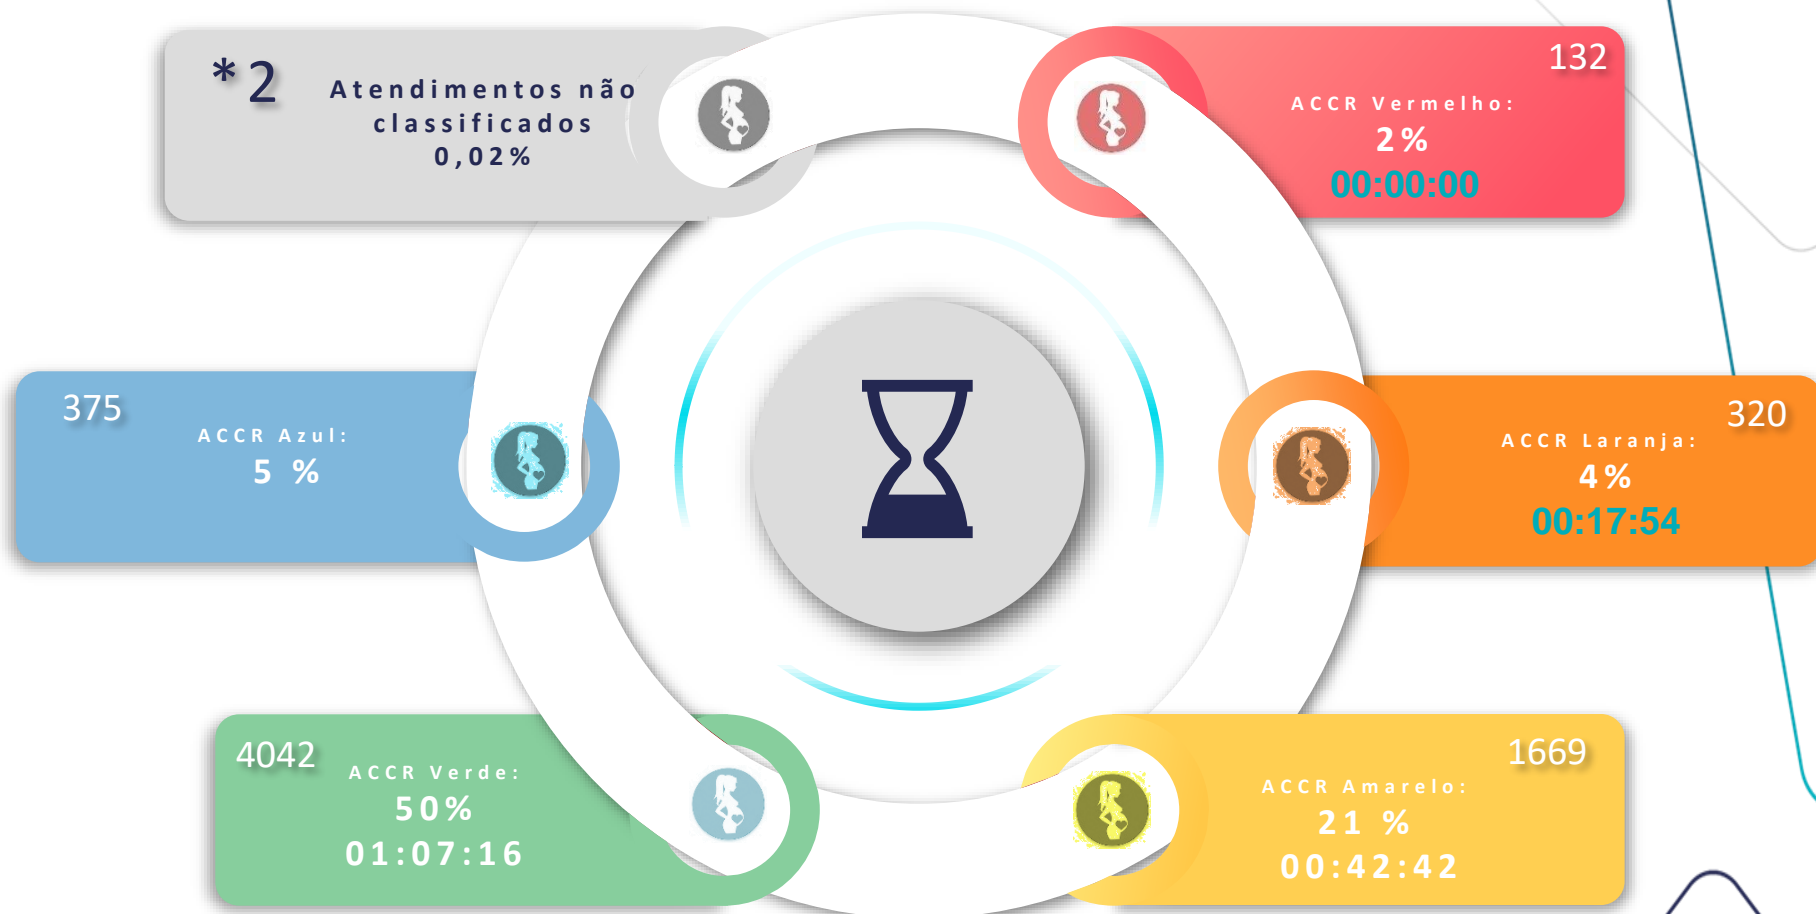 *2
Atendimentos não
classificados
0,02%
132
ACCR Vermelho:
2%
00:00:00
375
ACCR Azul:
5 %
320
ACCR Laranja:
4%
00:17:54
4042
ACCR Verde:
50%
01:07:16
1669
ACCR Amarelo:
21 %
00:42:42